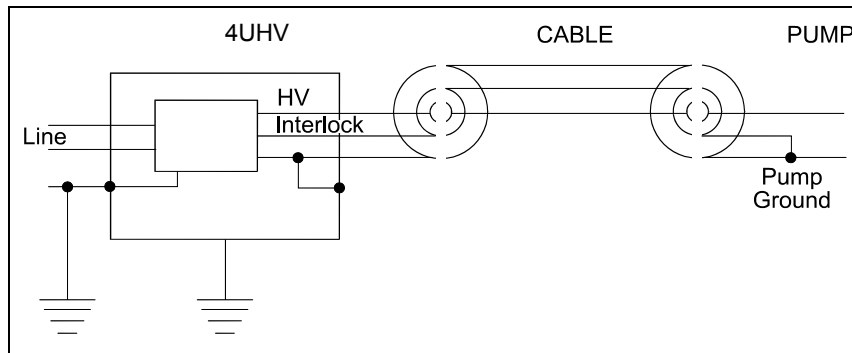 4UHV
CABLE
PUMP
HV
Interlock
Line
Pump
Ground